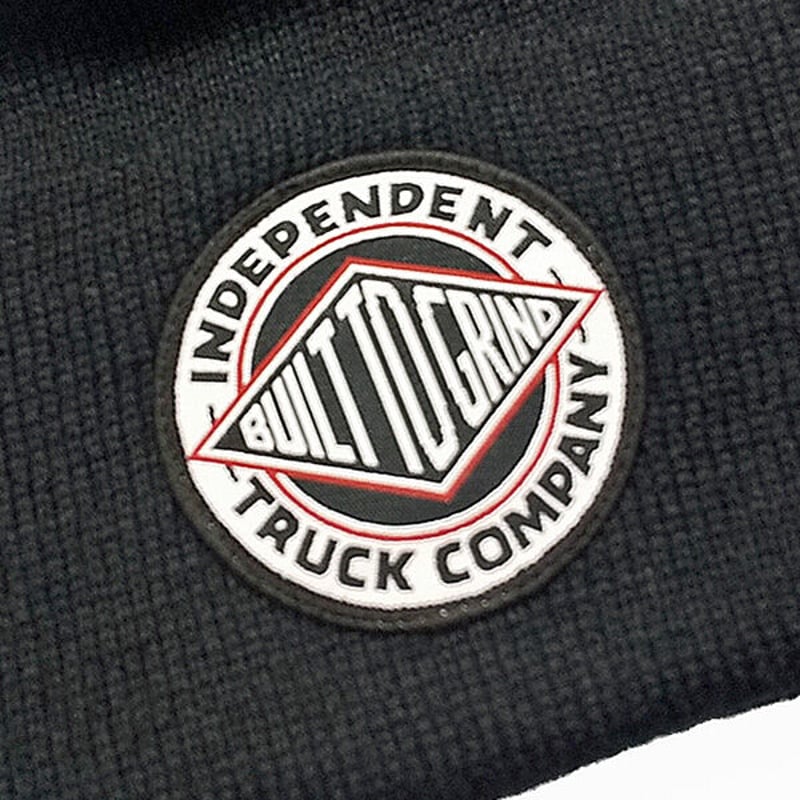 INDEPENDENT
BUILT TO GRIND
TRUCK COMPANY